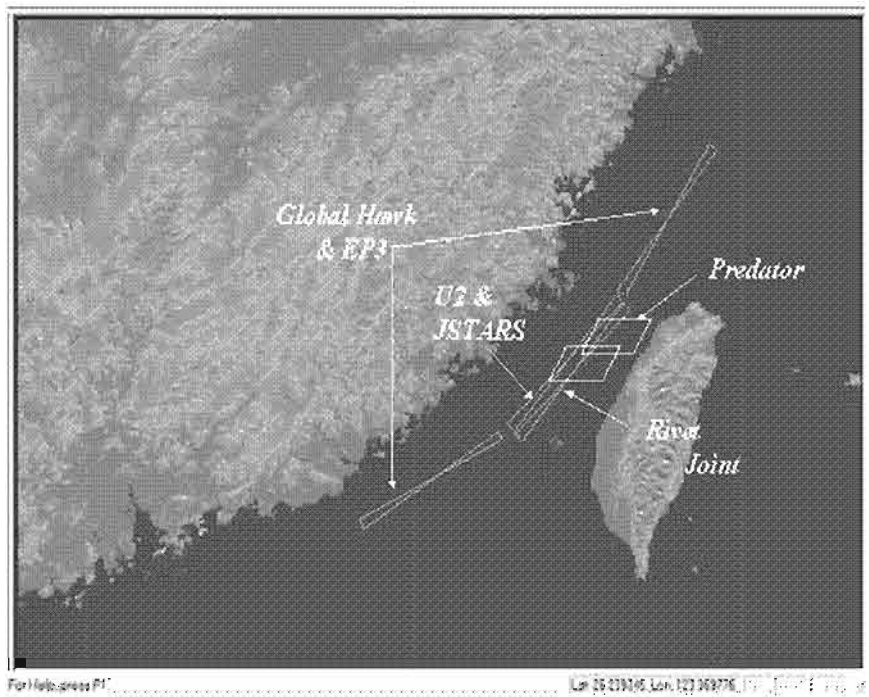 Global Hawk
& EP3
Predator
U2 &
JSTARS
Rivet
Joint
For Help, press F1